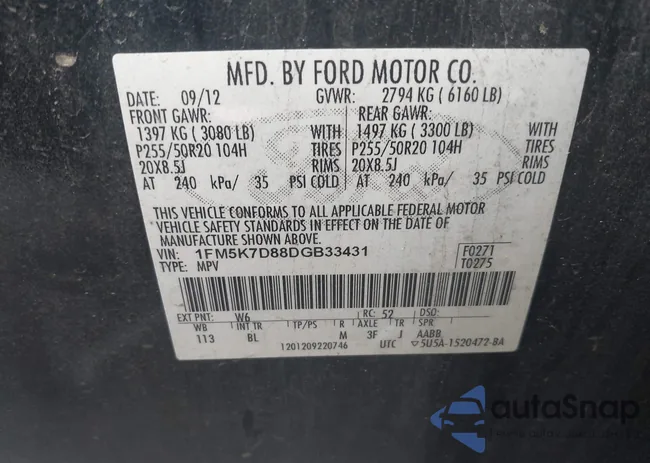 MFD. BY FORD MOTOR CO.
DATE: 09/12 GVWR: 2794 KG ( 6160 LB)
FRONT GAWR: REAR GAWR:
1397 KG ( 3080 LB) WITH 1497 KG ( 3300 LB) WITH
P255/50R20 104H TIRES P255/50R20 104H TIRES
20X8.5J RIMS 20X8.5J RIMS
AT 240 kPa/ 35 PSI COLD AT 240 kPa/ 35 PSI COLD
THIS VEHICLE CONFORMS TO ALL APPLICABLE FEDERAL MOTOR
VEHICLE SAFETY STANDARDS IN EFFECT ON THE DATE OF
MANUFACTURE SHOWN ABOVE.
VIN: 1FM5K7D88DGB33431 F0271
TYPE: MPV T0275
EXT PNT: W6 RC: 52 DSO:
WB INT TR TP/PS R AXLE TR SPR
113 BL M 3F J AABB
1201209220746 UTC ▽5U5A-1520472-BA
autoSnap